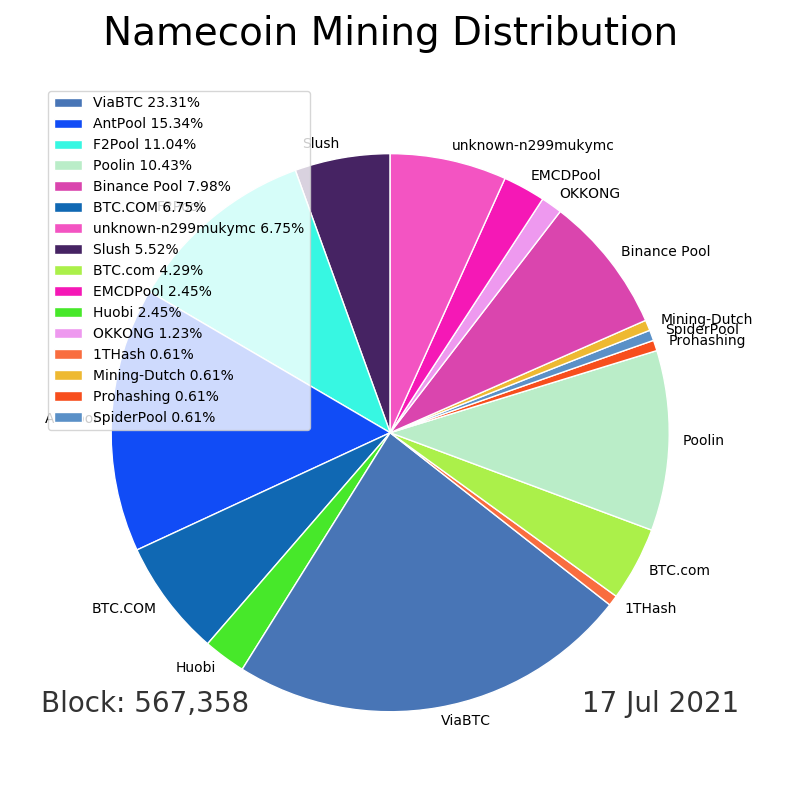 Namecoin Mining Distribution
ViaBTC 23.31%
AntPool 15.34%
F2Pool 11.04%
Poolin 10.43%
Binance Pool 7.98%
BTC.COM 6.75%
unknown-n299mukymc 6.75%
Slush 5.52%
BTC.com 4.29%
EMCDPool 2.45%
Huobi 2.45%
OKKONG 1.23%
1THash 0.61%
Mining-Dutch 0.61%
Prohashing 0.61%
SpiderPool 0.61%
Slush
unknown-n299mukymc
EMCDPool
OKKONG
Binance Pool
Mining-Dutch
SpiderPool
Prohashing
Poolin
BTC.com
1THash
ViaBTC
Huobi
BTC.COM
Block: 567,358
17 Jul 2021